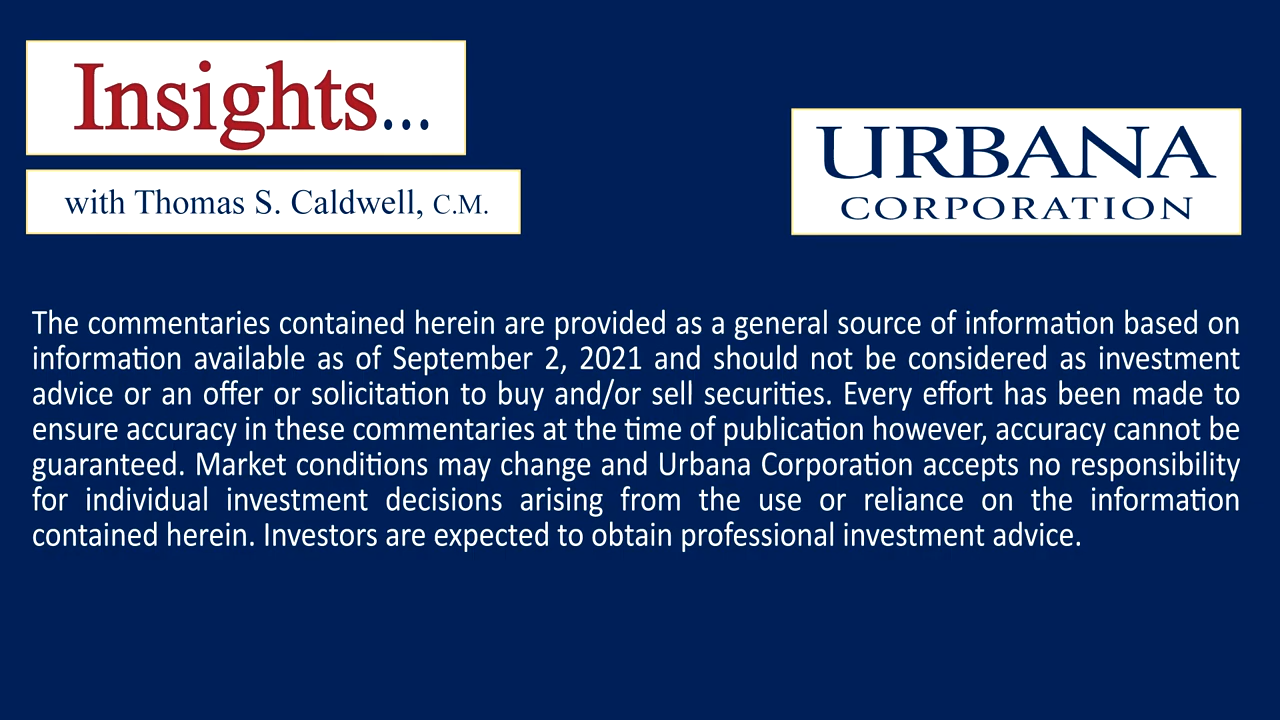 Insights...
with Thomas S. Caldwell, C.M.
URBANA
CORPORATION
The commentaries contained herein are provided as a general source of information based on
information available as of September 2, 2021 and should not be considered as investment
advice or an offer or solicitation to buy and/or sell securities. Every effort has been made to
ensure accuracy in these commentaries at the time of publication however, accuracy cannot be
guaranteed. Market conditions may change and Urbana Corporation accepts no responsibility
for individual investment decisions arising from the use or reliance on the information
contained herein. Investors are expected to obtain professional investment advice.